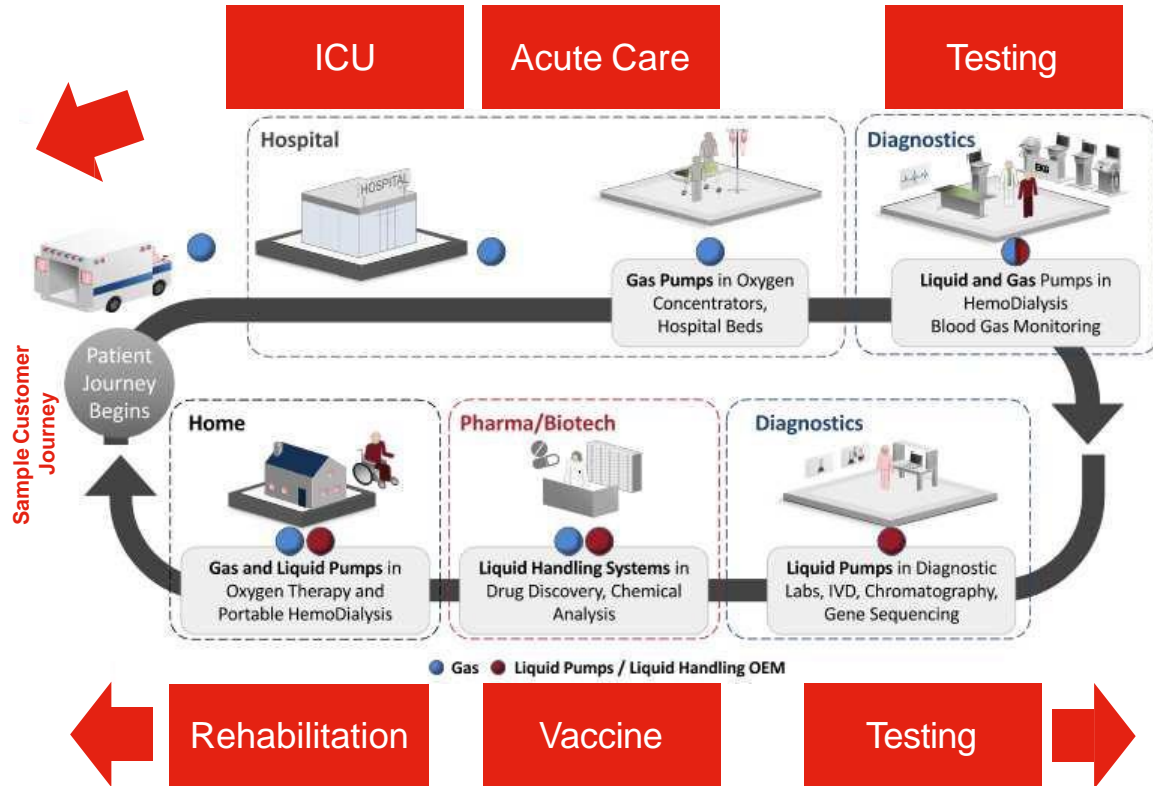 ICU
Acute Care
Testing
Hospital
HOSPITAL
Diagnostics
EKG
Gas Pumps in Oxygen
Concentrators,
Hospital Beds
Liquid and Gas Pumps in
HemoDialysis
Blood Gas Monitoring
Patient
Journey
Begins
Sample Customer
Journey
Home
Pharma/Biotech
Diagnostics
Gas and Liquid Pumps in
Oxygen Therapy and
Portable HemoDialysis
Liquid Handling Systems in
Drug Discovery, Chemical
Analysis
Liquid Pumps in Diagnostic
Labs, IVD, Chromatography,
Gene Sequencing
Gas Liquid Pumps / Liquid Handling OEM
Rehabilitation
Vaccine
Testing